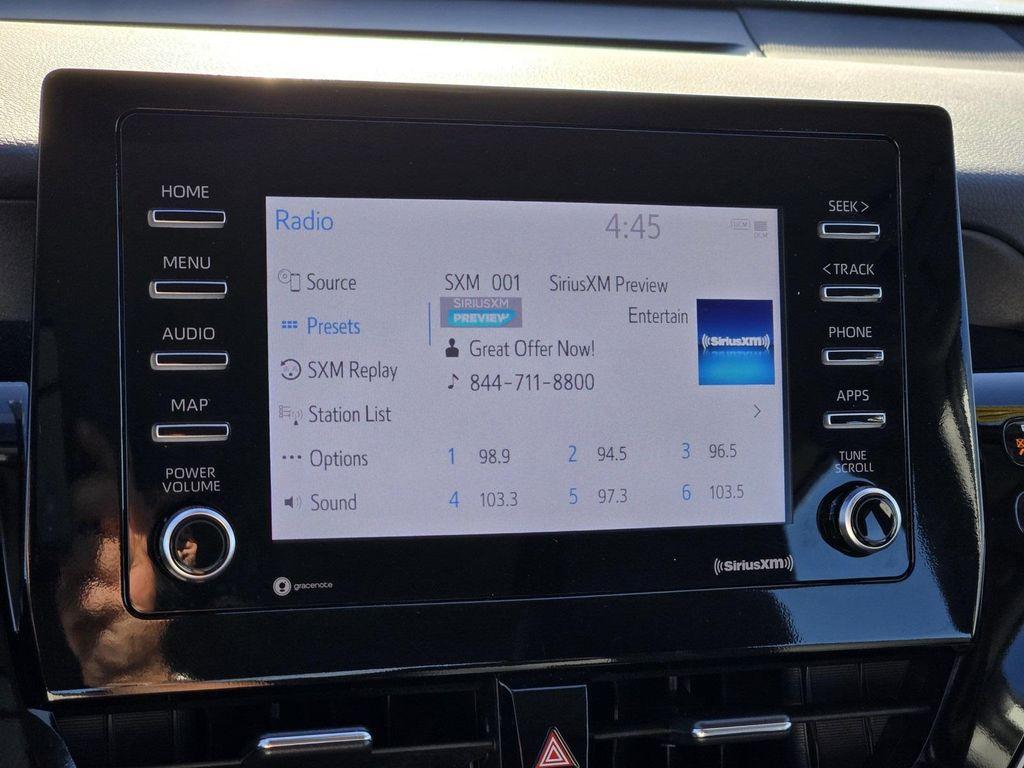 HOME
MENU
AUDIO
MAP
POWER
VOLUME
Radio
4:45
DCM
Source
Presets
SXM Replay
Station List
Options
Sound
SXM 001 SiriusXM Preview
SIRIUSXM
PREVIEW
Entertain
Great Offer Now!
844-711-8800
((SiriusXM))
1 98.9 2 94.5 3 96.5
4 103.3 5 97.3 6 103.5
SEEK >
< TRACK
PHONE
APPS
TUNE
SCROLL
gracenote
((SiriusXM))